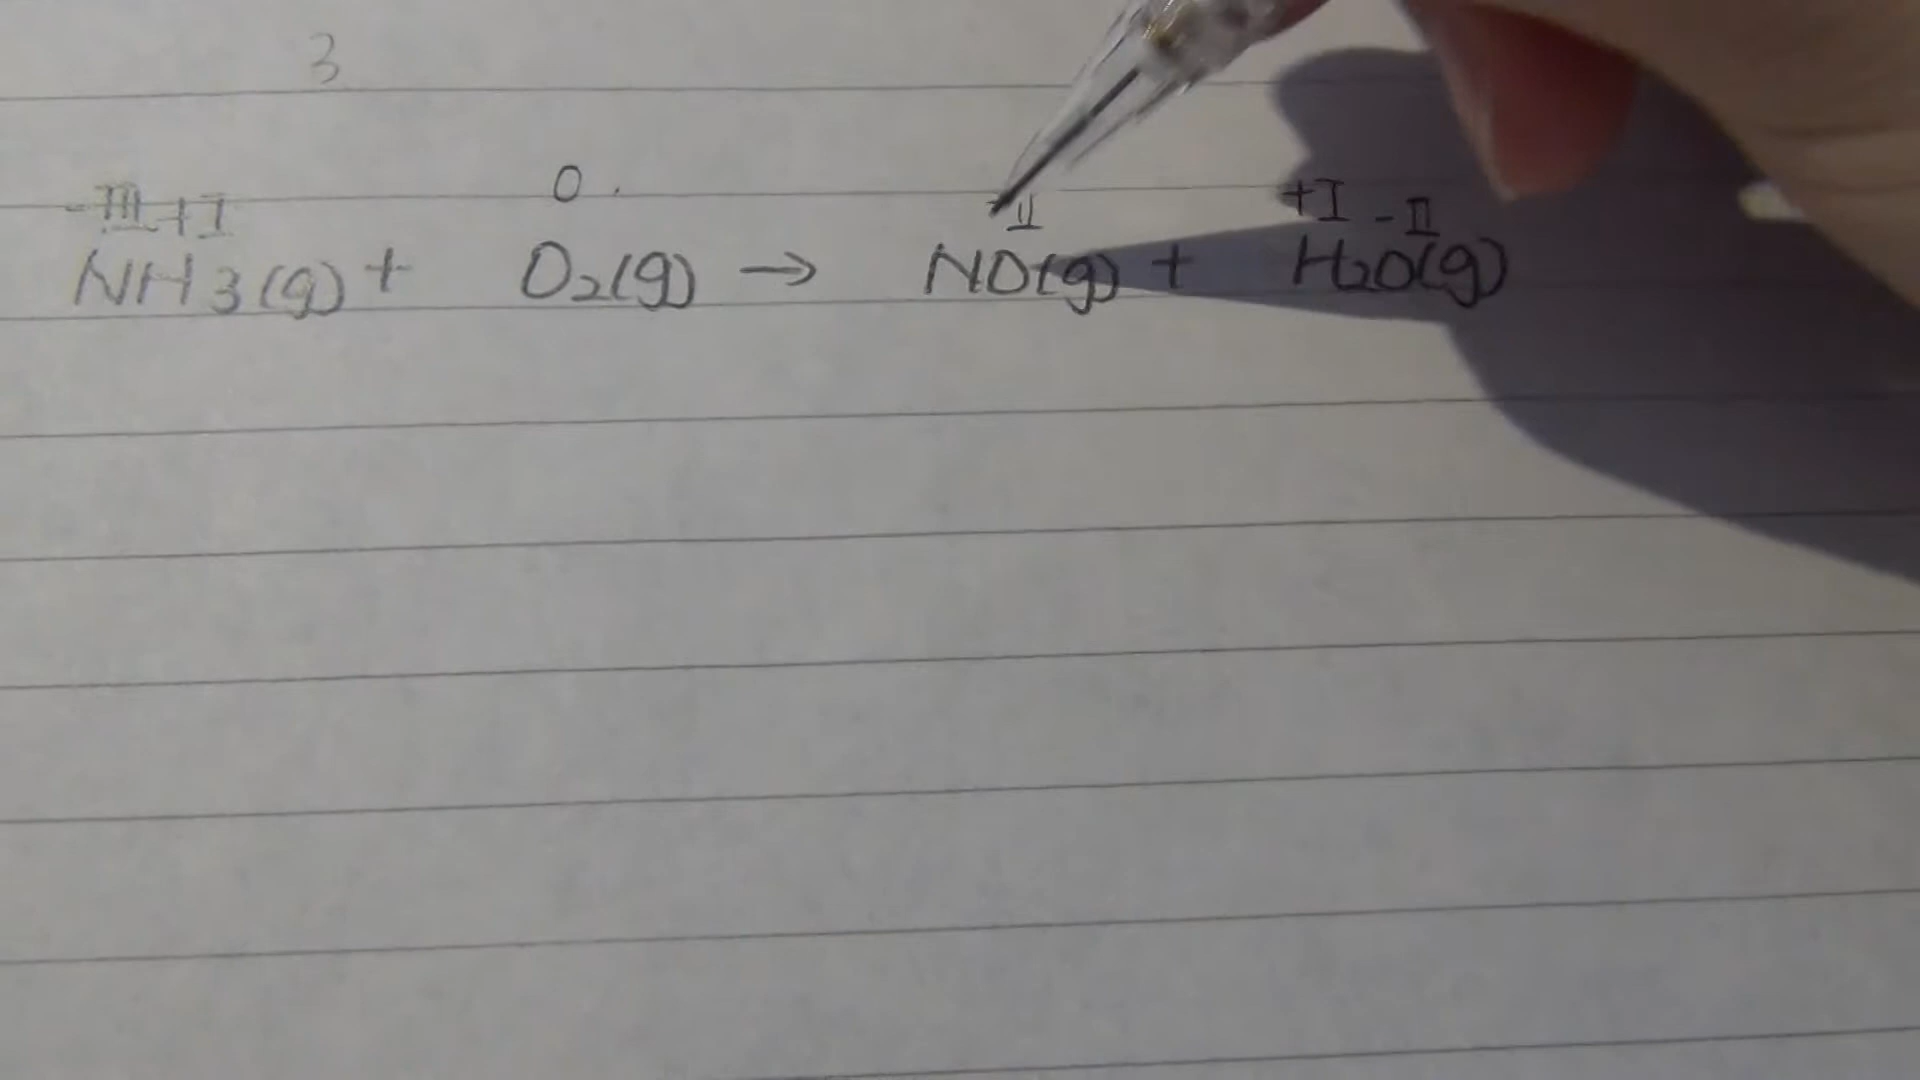 3
-III +I 0 -II +I -II
NH3(g) + O2(g) → NO(g) + H2O(g)